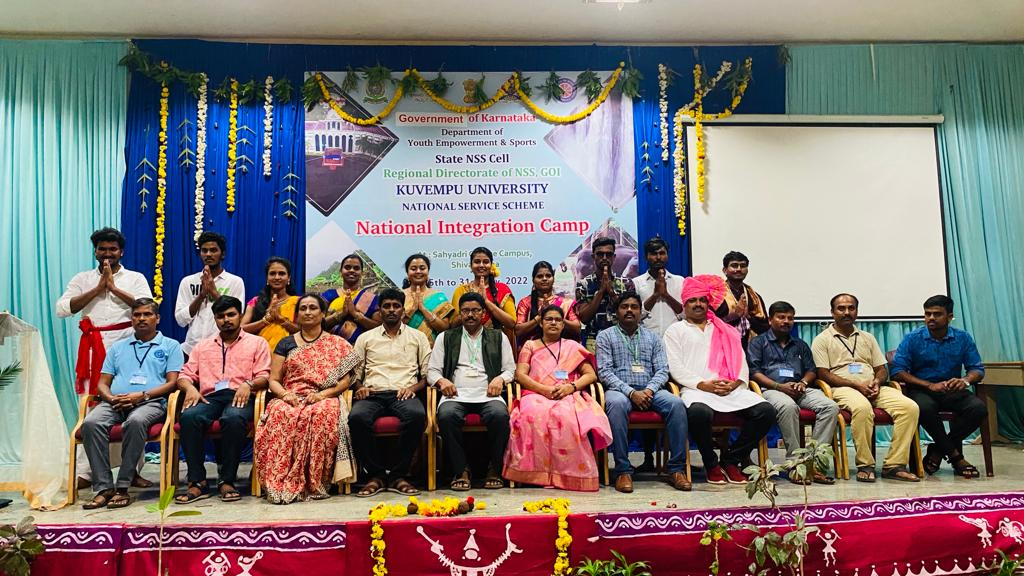 Government of Karnataka
Department of
Youth Empowerment & Sports
State NSS Cell
Regional Directorate of NSS, GOI
KUVEMPU UNIVERSITY
NATIONAL SERVICE SCHEME
National Integration Camp
Sahyadri Campus,
2022